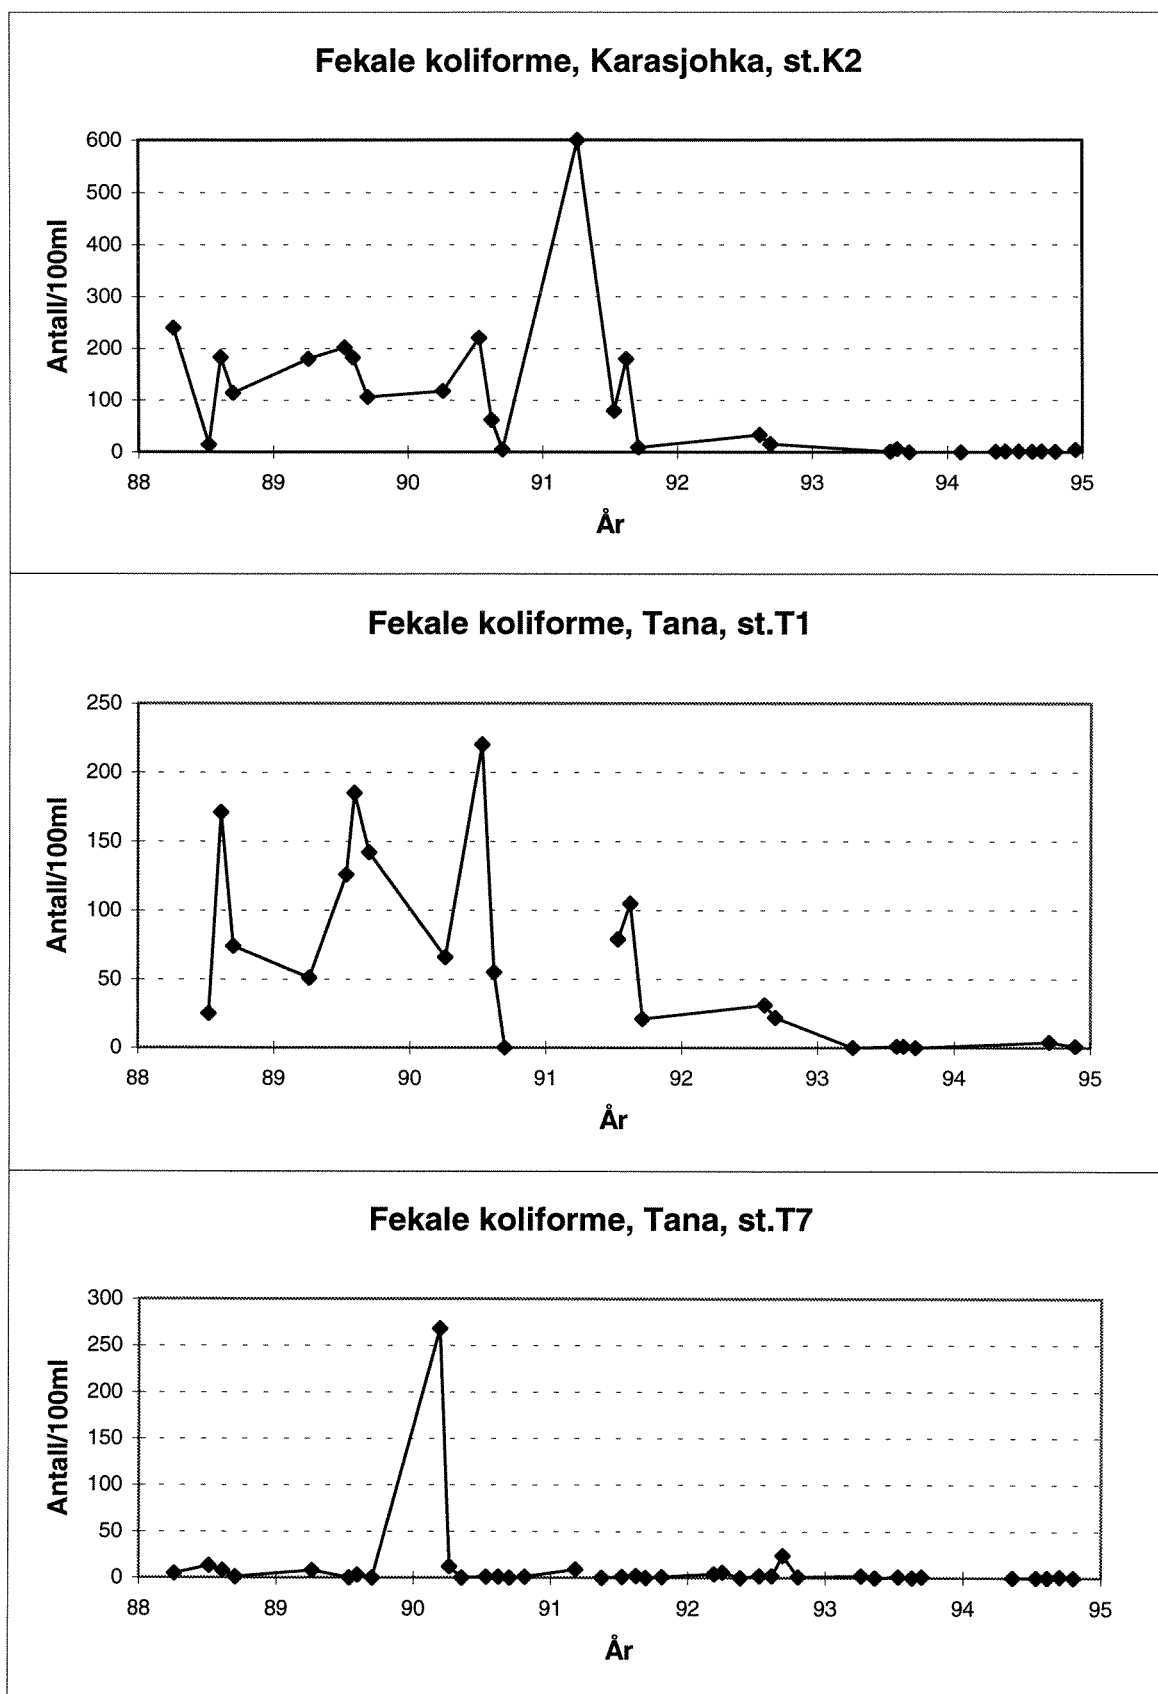 Fekale koliforme, Karasjohka, st.K2
600
500
400
300
200
100
0
Antall/100ml
88 89 90 91 92 93 94 95
År
Fekale koliforme, Tana, st.T1
250
200
150
100
50
0
Antall/100ml
88 89 90 91 92 93 94 95
År
Fekale koliforme, Tana, st.T7
300
250
200
150
100
50
0
Antall/100ml
88 89 90 91 92 93 94 95
År